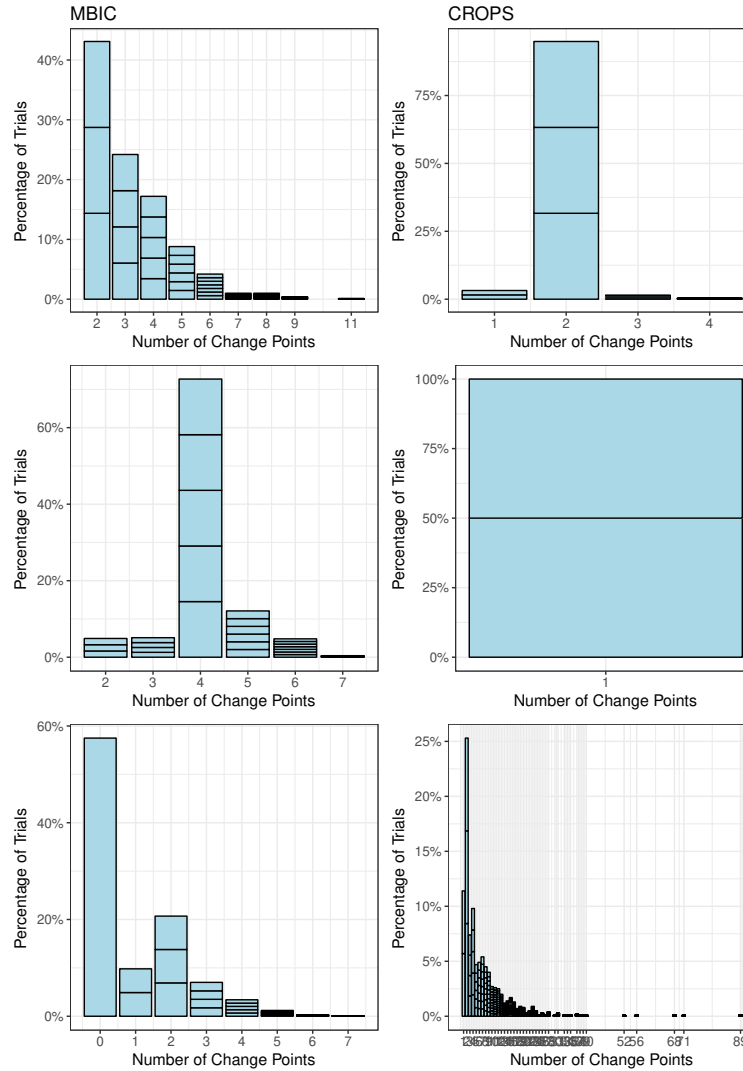 MBIC
CROPS
Percentage of Trials
40%
30%
20%
10%
0%
2 3 4 5 6 7 8 9 11
Number of Change Points
Percentage of Trials
75%
50%
25%
0%
1 2 3 4
Number of Change Points
Percentage of Trials
60%
40%
20%
0%
2 3 4 5 6 7
Number of Change Points
Percentage of Trials
100%
75%
50%
25%
0%
1
Number of Change Points
Percentage of Trials
60%
40%
20%
0%
0 1 2 3 4 5 6 7
Number of Change Points
Percentage of Trials
25%
20%
15%
10%
5%
0%
52 56 68 71 89
Number of Change Points